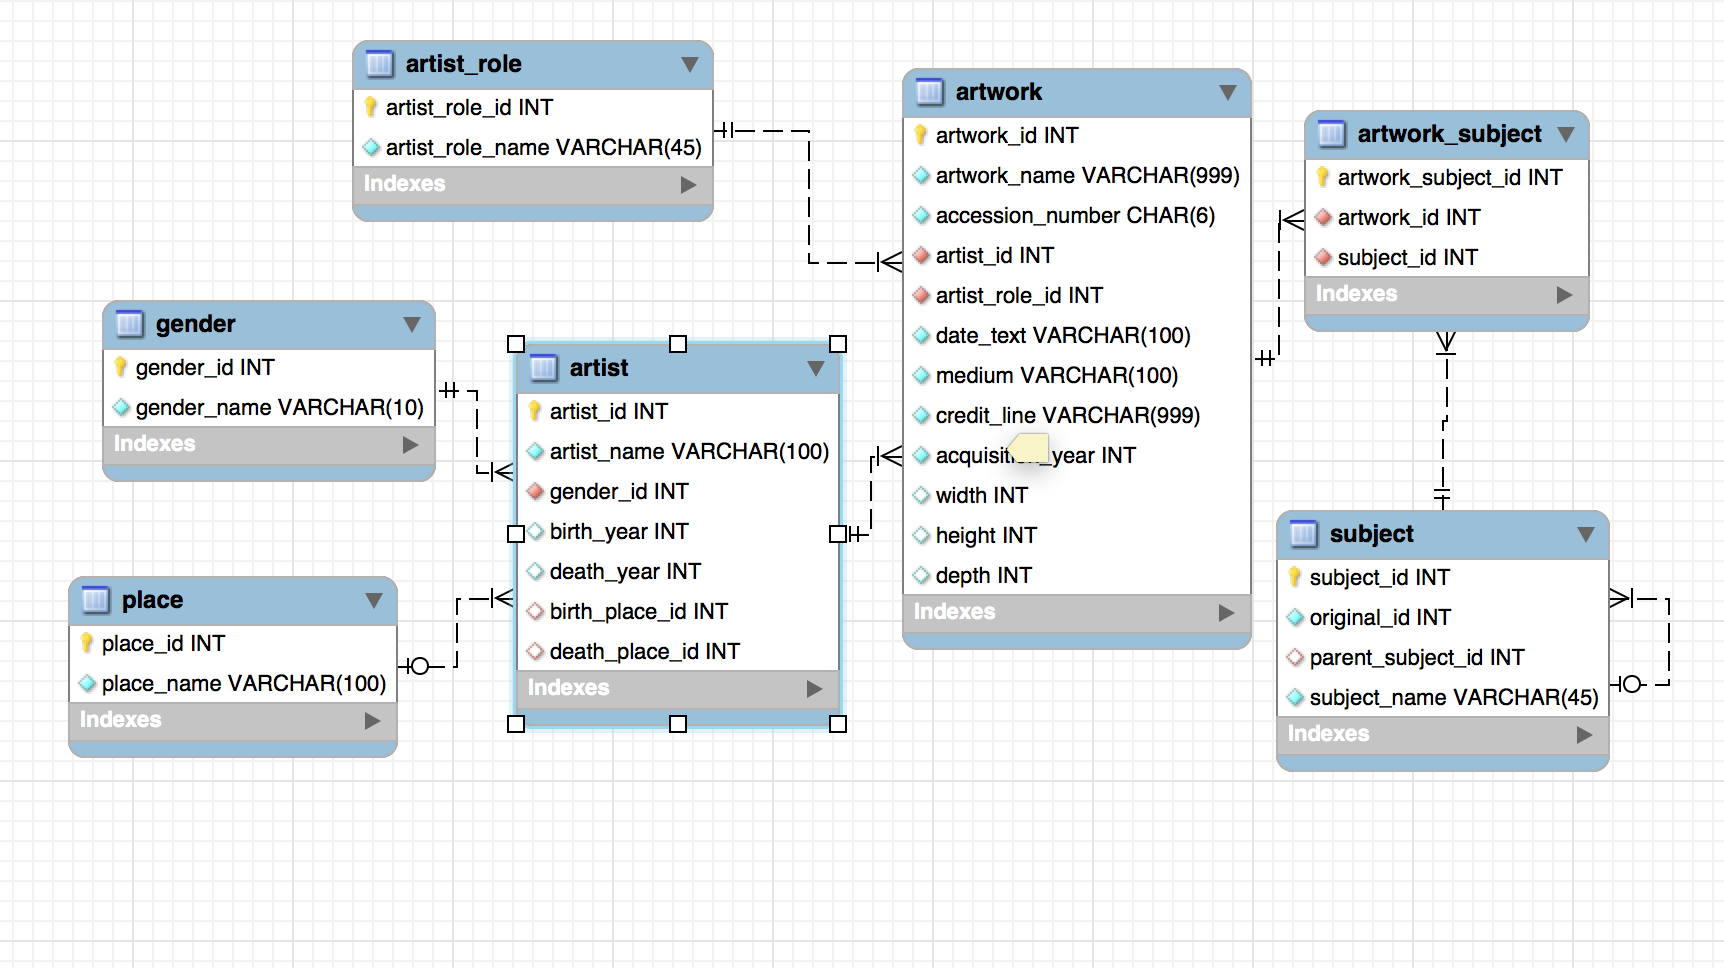 artist_role
artist_role_id INT
artist_role_name VARCHAR(45)
Indexes
gender
gender_id INT
gender_name VARCHAR(10)
Indexes
place
place_id INT
place_name VARCHAR(100)
Indexes
artist
artist_id INT
artist_name VARCHAR(100)
gender_id INT
birth_year INT
death_year INT
birth_place_id INT
death_place_id INT
Indexes
artwork
artwork_id INT
artwork_name VARCHAR(999)
accession_number CHAR(6)
artist_id INT
artist_role_id INT
date_text VARCHAR(100)
medium VARCHAR(100)
credit_line VARCHAR(999)
acquisition_year INT
width INT
height INT
depth INT
Indexes
artwork_subject
artwork_subject_id INT
artwork_id INT
subject_id INT
Indexes
subject
subject_id INT
original_id INT
parent_subject_id INT
subject_name VARCHAR(45)
Indexes